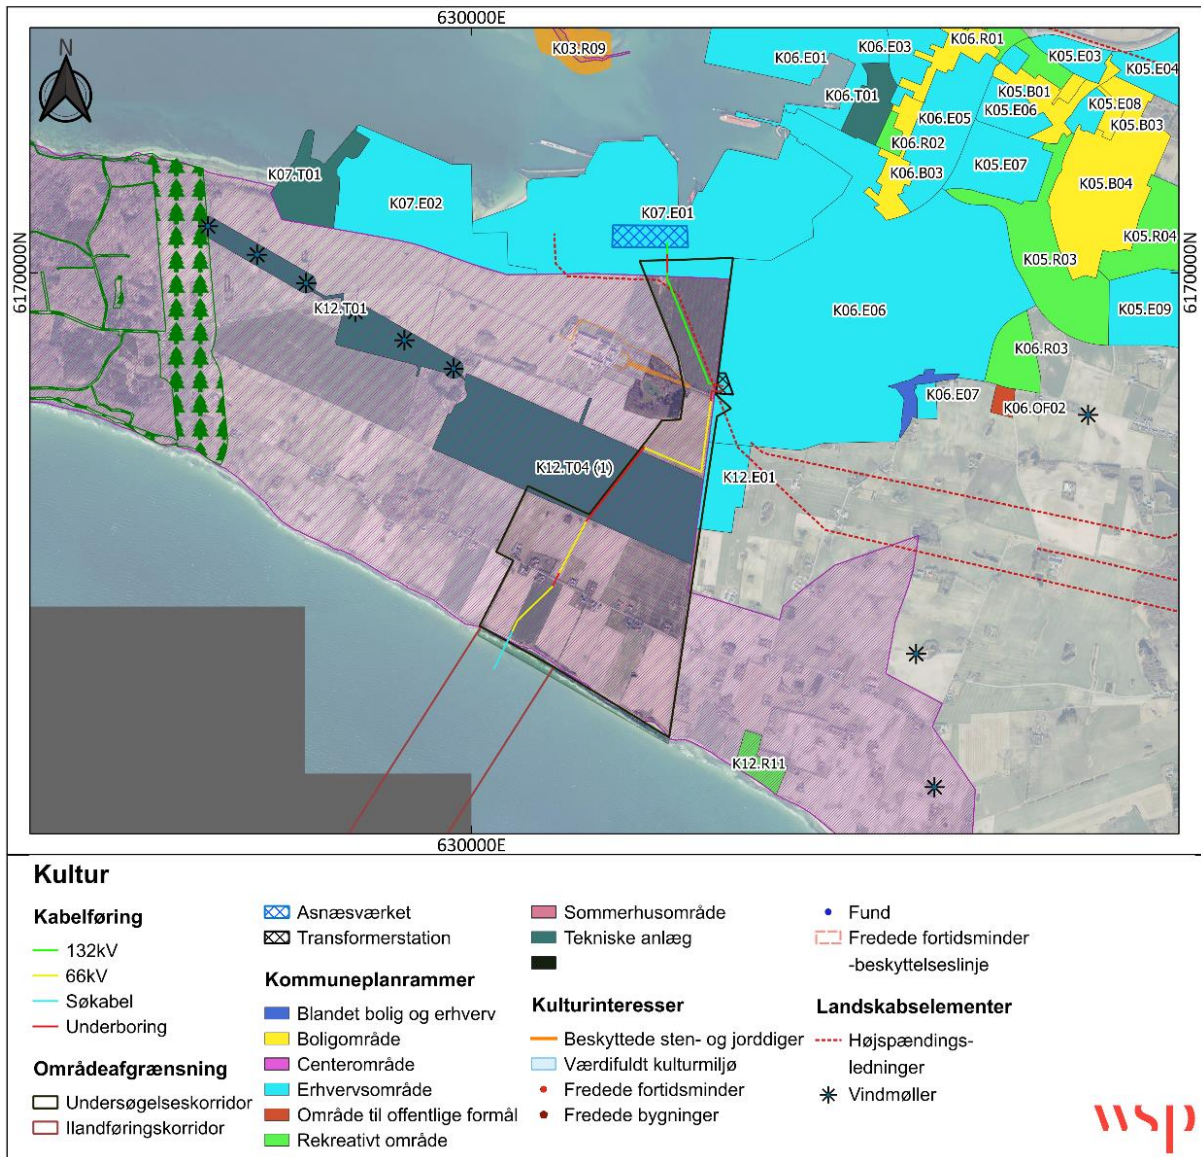 630000E
N
K03.R09
K06.E01
K06.E03
K06.R01
K05.E03
K05.E04
K06.T01
K05.B01
K05.E06
K05.E08
K05.B03
K06.E05
K06.R02
K06.B03
K05.E07
K05.B04
K07.T01
K07.E02
K07.E01
K05.R04
K05.R03
6170000N
6170000N
K12.T01
K06.E06
K05.E09
K06.R03
K06.E07
K06.OF02
K12.T04 (1)
K12.E01
K12.R11
630000E
Kultur
Kabelføring
132kV
66kV
Søkabel
Underboring
Områdeafgrænsning
Undersøgelseskorridor
Ilandføringskorridor
Asnæsværket
Transformerstation
Kommuneplanrammer
Blandet bolig og erhverv
Boligområde
Centerområde
Erhvervsområde
Område til offentlige formål
Rekreativt område
Sommerhusområde
Tekniske anlæg
Kulturinteresser
Beskyttede sten- og jorddiger
Værdifuldt kulturmiljø
Fredede fortidsminder
Fredede bygninger
Fund
Fredede fortidsminder
-beskyttelseslinje
Landskabselementer
Højspændings-
ledninger
Vindmøller
wsp